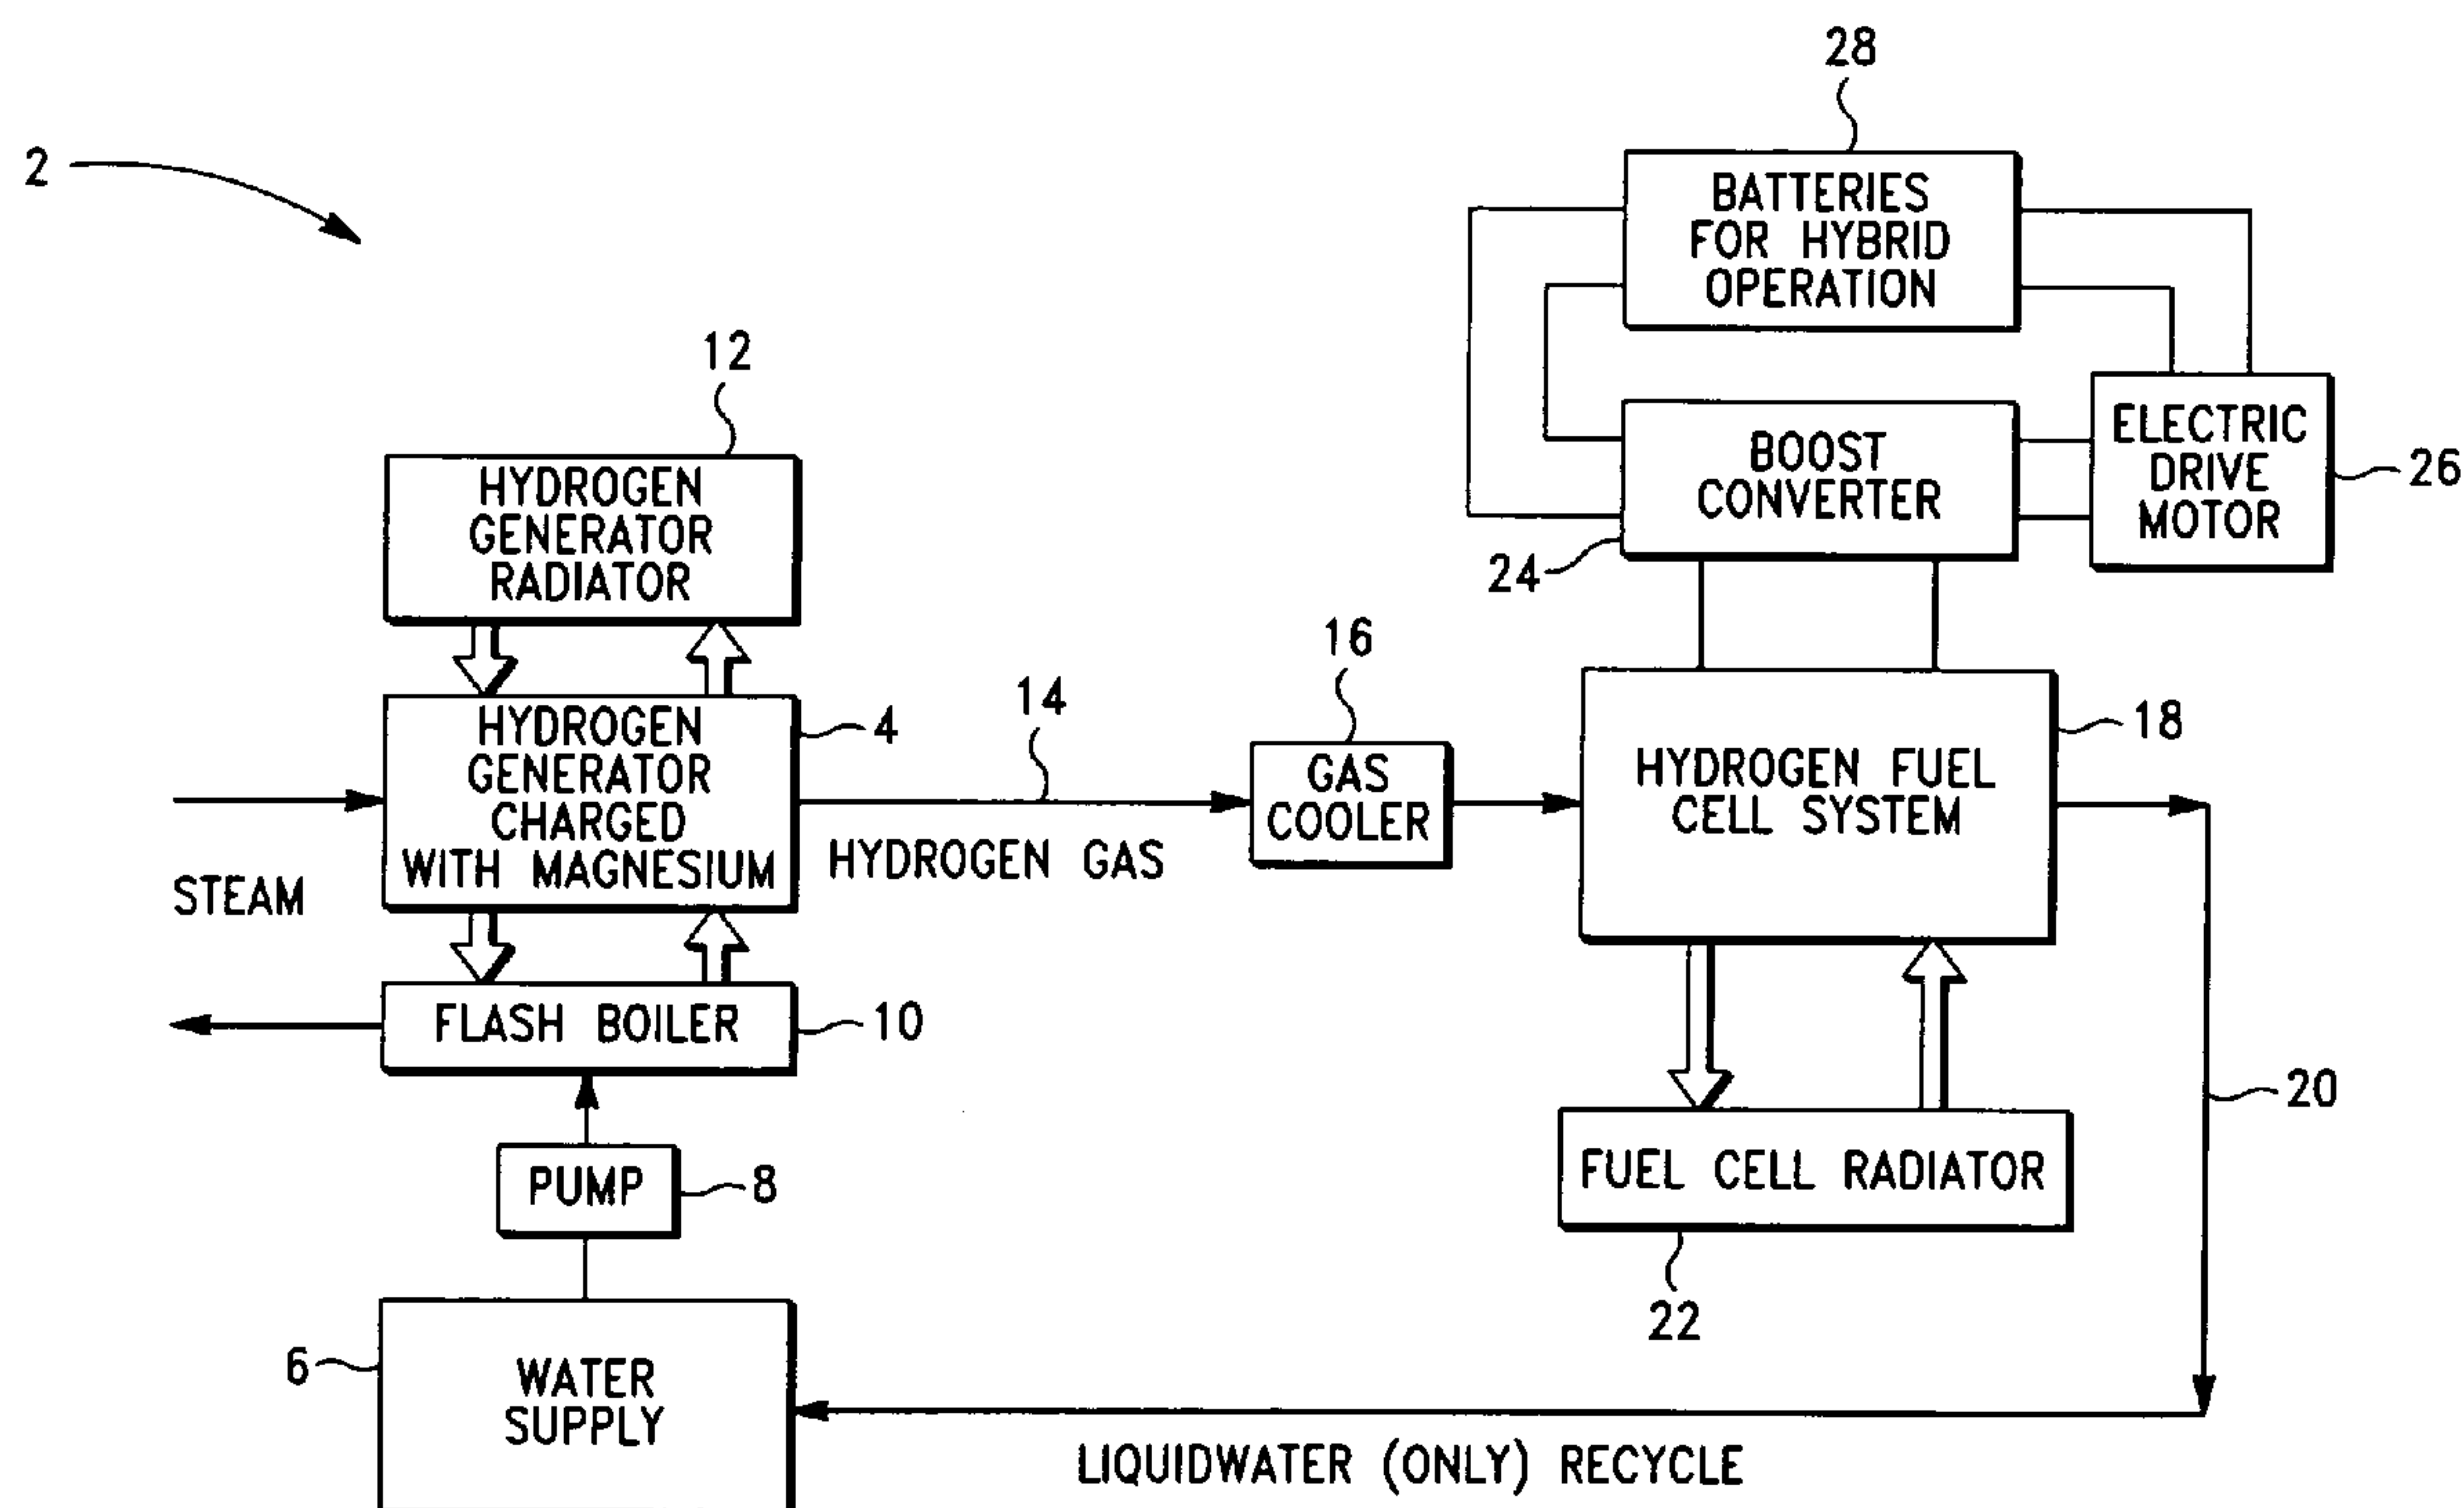 28
2
BATTERIES
FOR HYBRID
OPERATION
12
ELECTRIC
DRIVE
MOTOR
26
BOOST
CONVERTER
24
HYDROGEN
GENERATOR
RADIATOR
16
14
4
18
HYDROGEN
GENERATOR
CHARGED
WITH MAGNESIUM
GAS
COOLER
HYDROGEN FUEL
CELL SYSTEM
HYDROGEN GAS
STEAM
FLASH BOILER
10
20
PUMP
8
FUEL CELL RADIATOR
22
6
WATER
SUPPLY
LIQUIDWATER (ONLY) RECYCLE